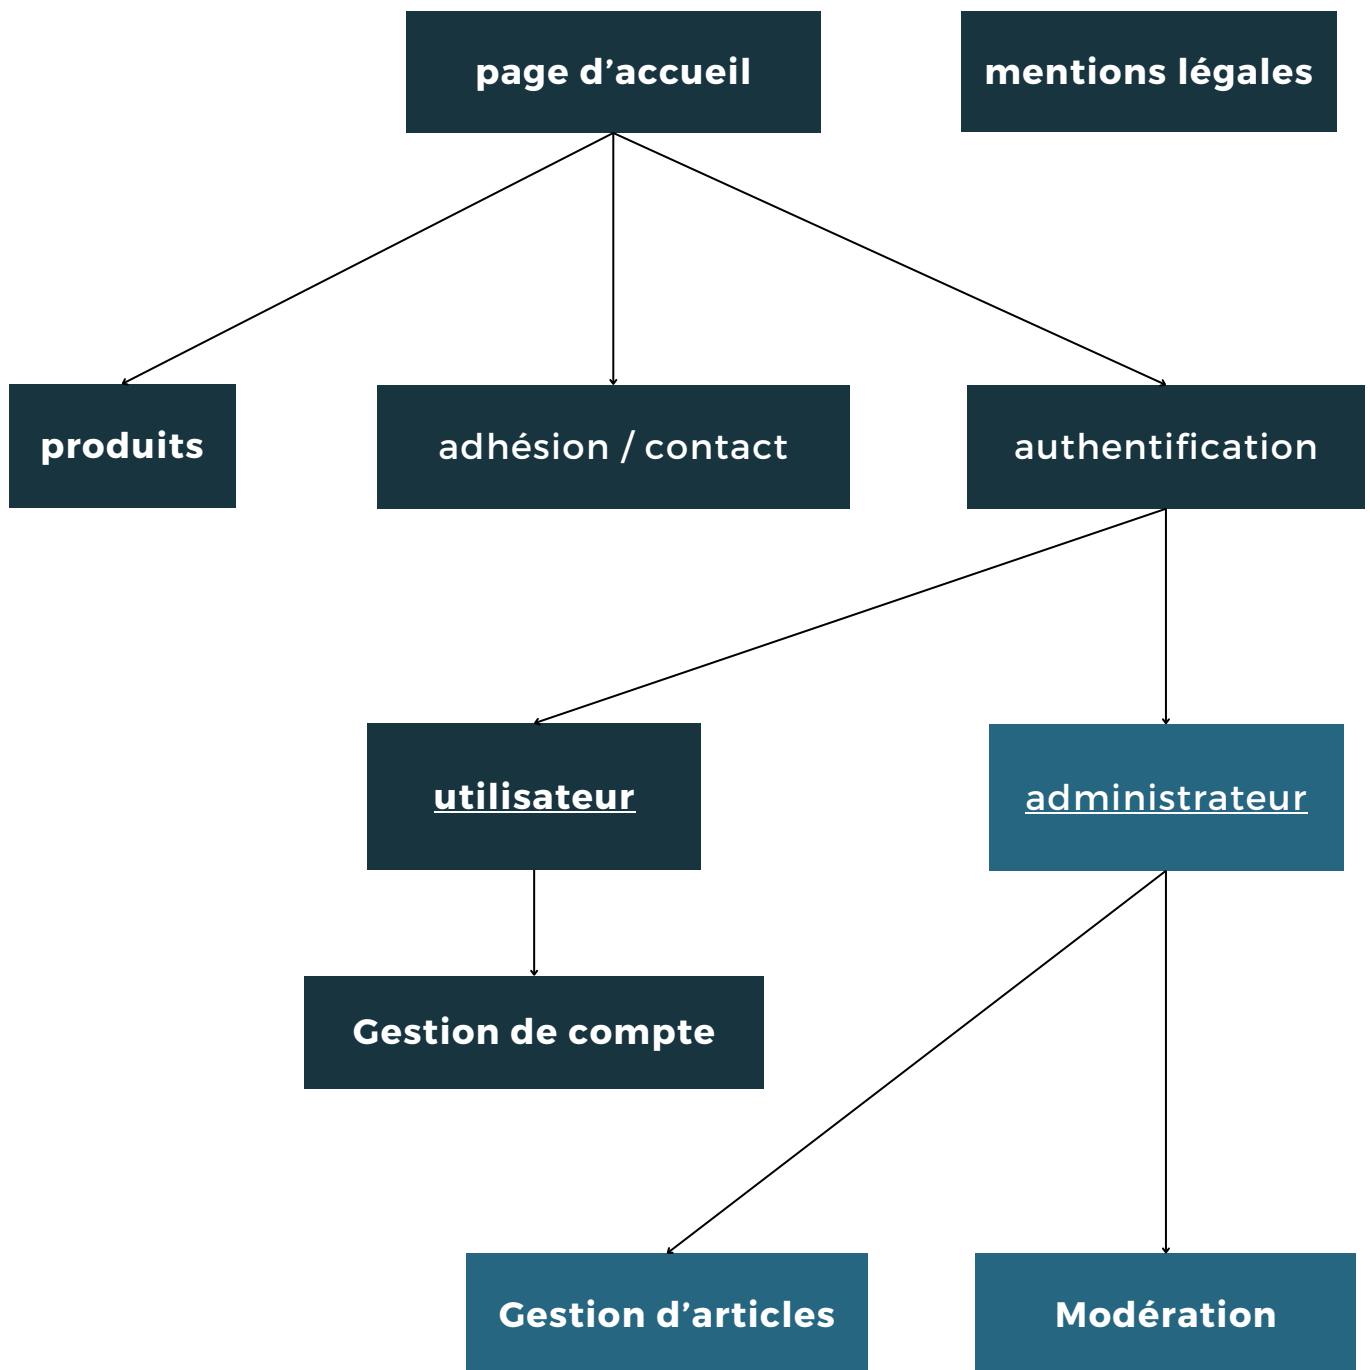 page d’accueil
mentions légales
produits
adhésion / contact
authentification
utilisateur
administrateur
Gestion de compte
Gestion d’articles
Modération